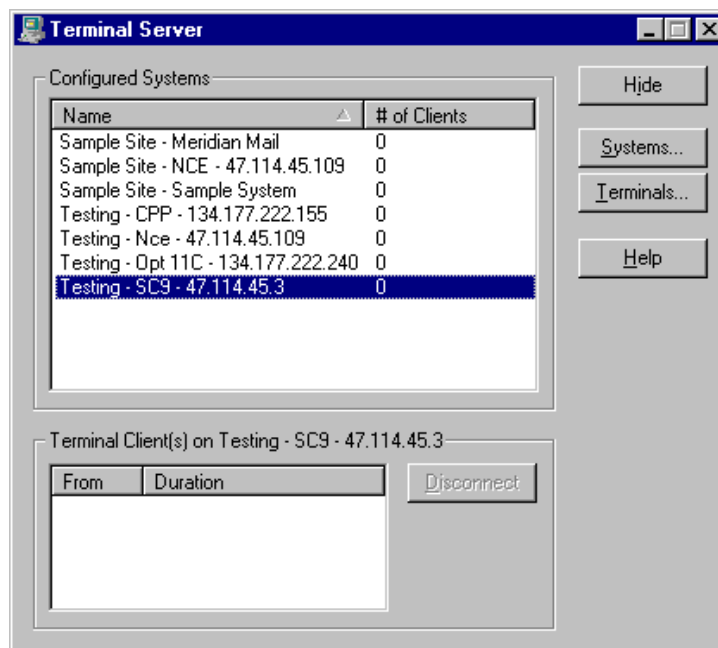 Terminal Server
Configured Systems
Hide
Name # of Clients
Sample Site - Meridian Mail 0
Sample Site - NCE - 47.114.45.109 0
Systems...
Sample Site - Sample System 0
Terminals...
Testing - CPP - 134.177.222.155 0
Testing - Nce - 47.114.45.109 0
Testing - Opt 11C - 134.177.222.240 0
Help
Testing - SC9 - 47.114.45.3 0
Terminal Client(s) on Testing - SC9 - 47.114.45.3
From Duration
Disconnect